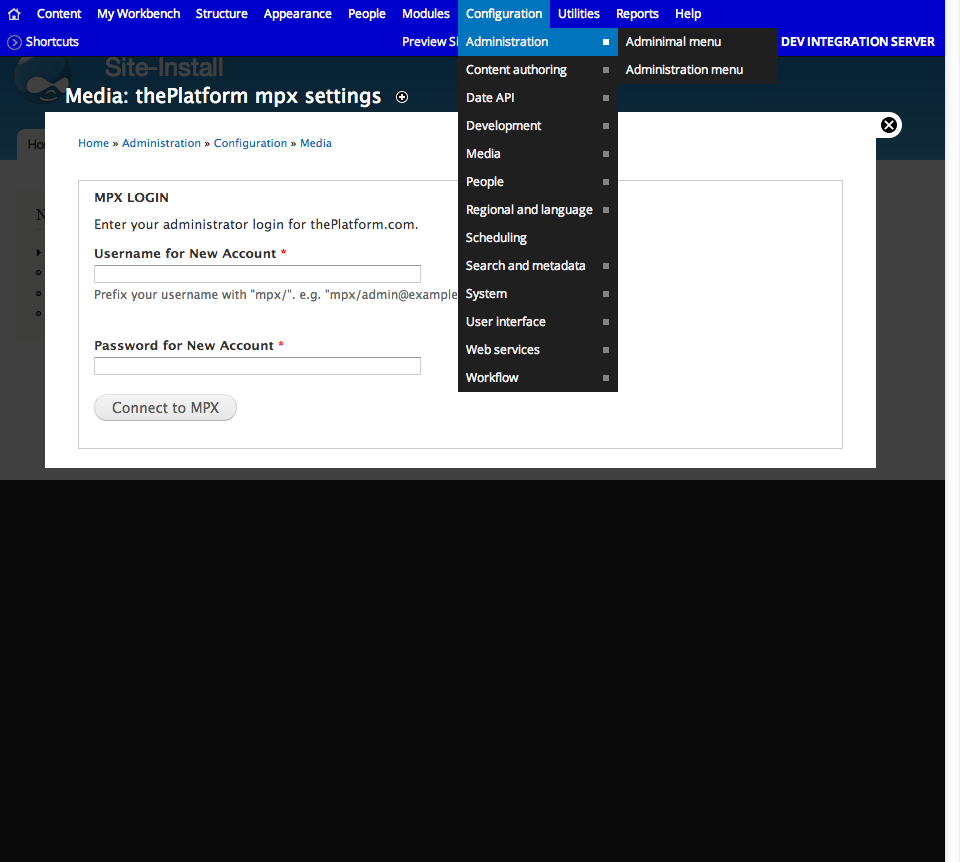 Content My Workbench Structure Appearance People Modules Configuration Utilities Reports Help
Shortcuts Preview Administration Adminimal menu DEV INTEGRATION SERVER
Site-Install
Content authoring Administration menu
Media: thePlatform mpx settings Date API
Development
Home » Administration » Configuration » Media
Media
People
MPX LOGIN
Regional and language
Enter your administrator login for thePlatform.com.
Scheduling
Username for New Account *
Search and metadata
Prefix your username with "mpx/". e.g. "mpx/admin@example
System
User interface
Password for New Account *
Web services
Workflow
Connect to MPX